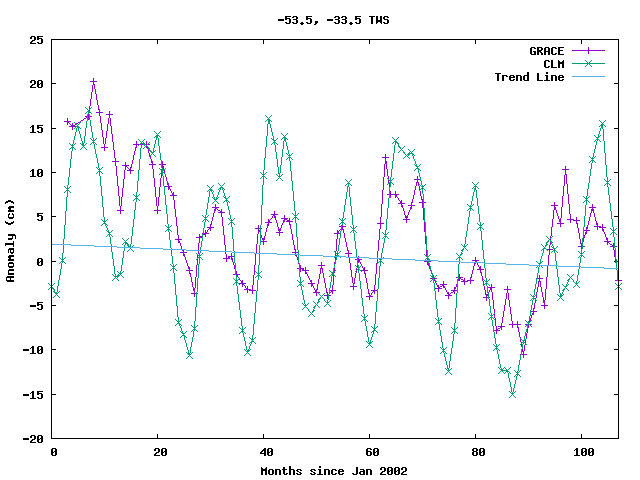 -53.5, -33.5 TWS
GRACE
CLM
Trend Line
25
20
15
10
5
0
-5
-10
-15
-20
Anomaly (cm)
0 20 40 60 80 100
Months since Jan 2002